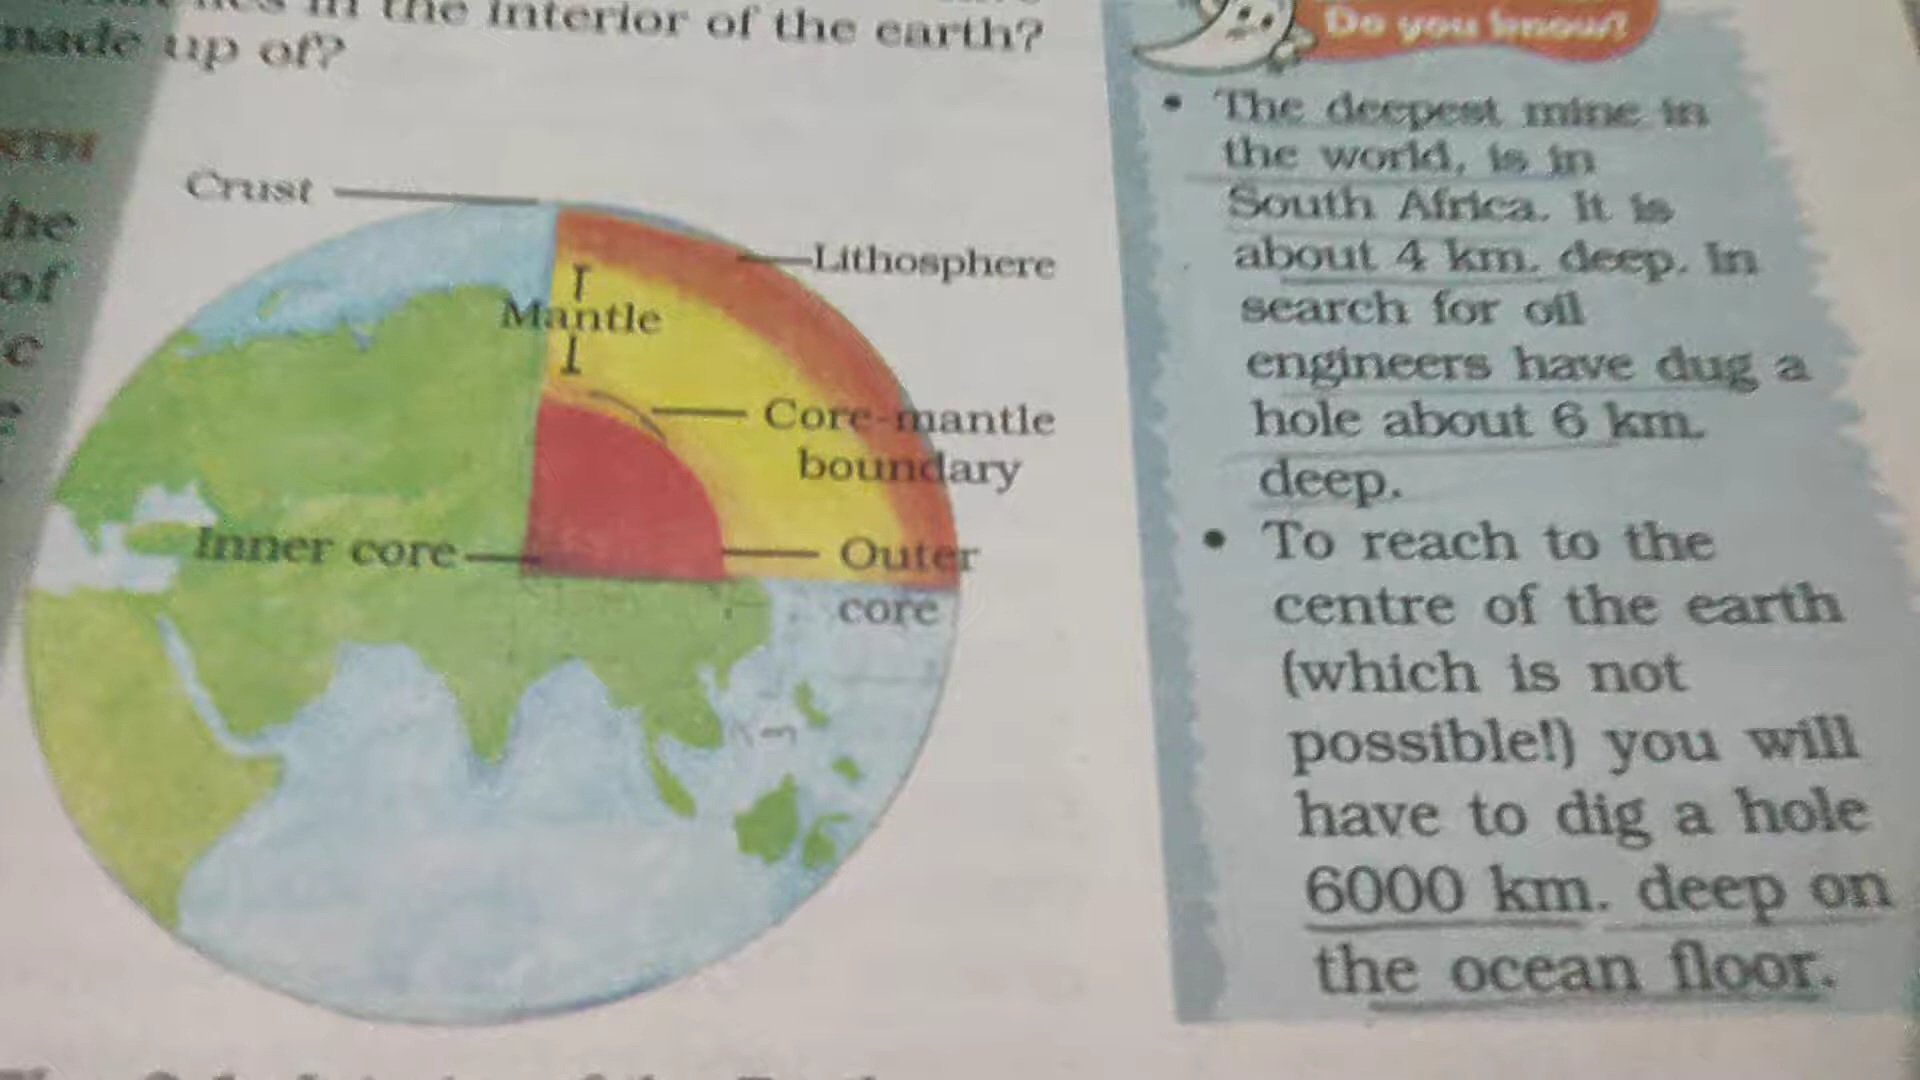 in the interior of the earth?
made up of?
he
of
c
Crust
Lithosphere
Mantle
Core-mantle
boundary
Inner core
Outer
core
Do you know?
• The deepest mine in
the world, is in
South Africa. It is
about 4 km. deep. In
search for oil
engineers have dug a
hole about 6 km.
deep.
• To reach to the
centre of the earth
(which is not
possible!) you will
have to dig a hole
6000 km. deep on
the ocean floor.